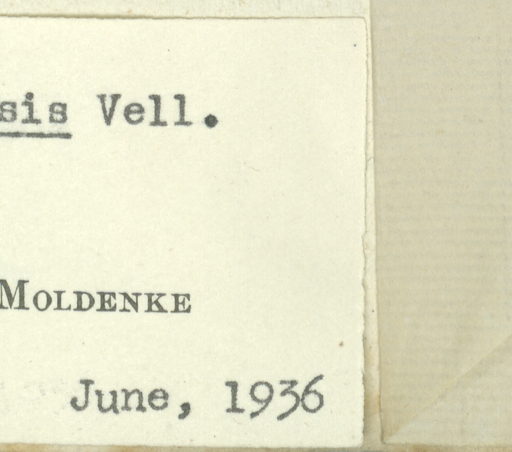 sis Vell.
Moldenke
June, 1936